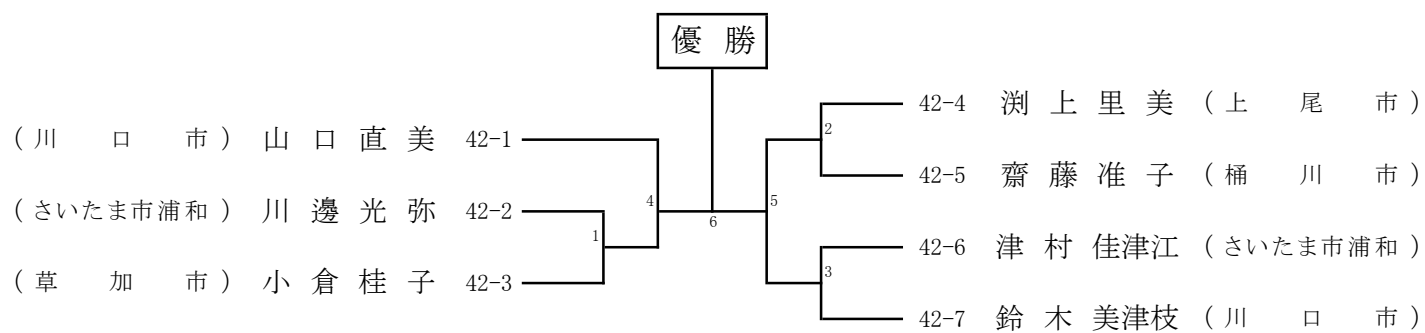 優 勝
(川 口 市) 山 口 直 美 42-1
(さいたま市浦和) 川 邊 光 弥 42-2
(草 加 市) 小 倉 桂 子 42-3
42-4 渕 上 里 美 (上 尾 市)
42-5 齋 藤 准 子 (桶 川 市)
42-6 津 村 佳津江 (さいたま市浦和)
42-7 鈴 木 美津枝 (川 口 市)
1
4
6
5
2
3